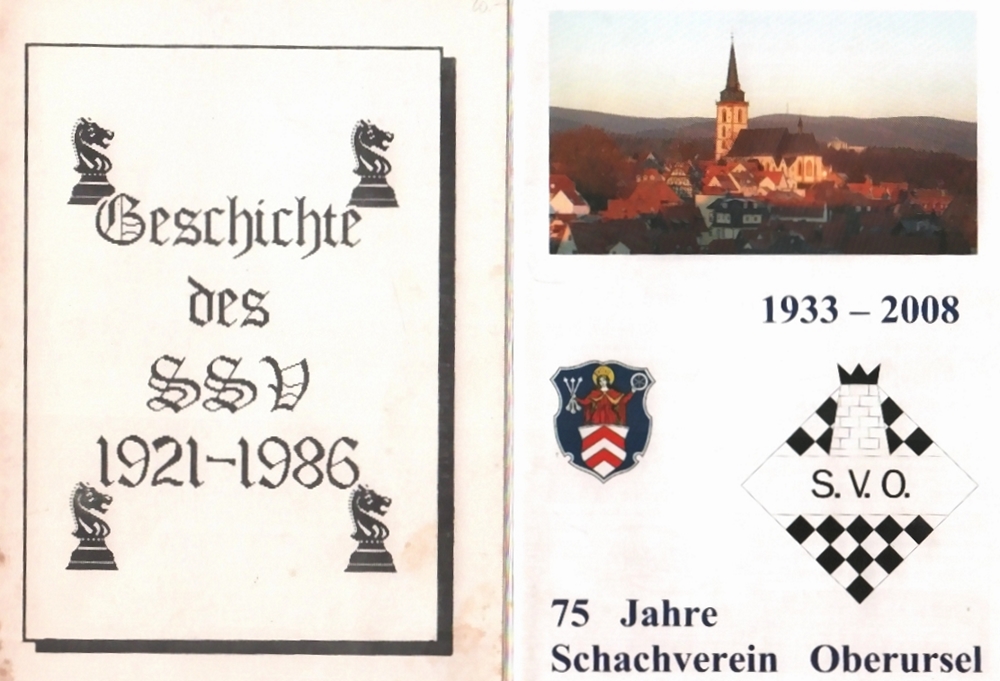 Geschichte
des
SSV
1921-1986
1933 – 2008
S. V. O.
75 Jahre
Schachverein Oberursel